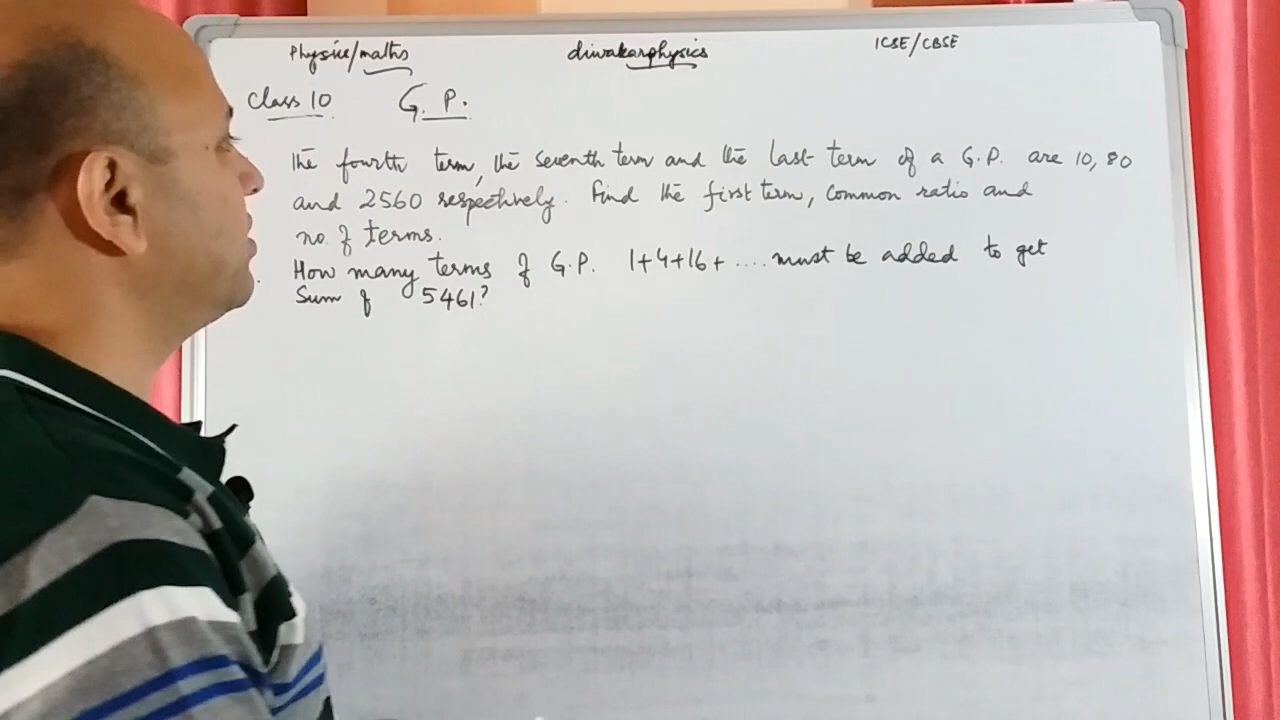 Physics/maths diwakarphysics ICSE/CBSE
Class 10 G.P.
The fourth term, the seventh term and the last term of a G.P. are 10, 80
and 2560 respectively. Find the first term, common ratio and
no. of terms.
How many terms of G.P. 1+4+16+ .... must be added to get
Sum of 5461?